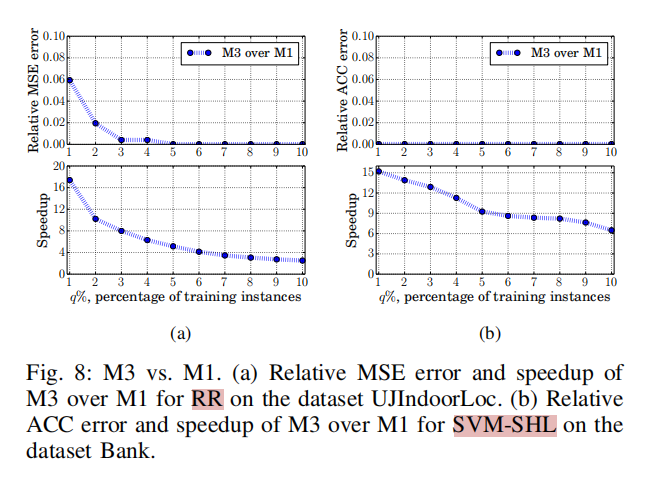 0.10
0.08
0.06
0.04
0.02
0.00
Relative MSE error
M3 over M1
2 3 4 5 6 7 8 9 10
20
16
12
8
4
0
Speedup
1 2 3 4 5 6 7 8 9 10
q%, percentage of training instances
(a)
0.10
0.08
0.06
0.04
0.02
0.00
Relative ACC error
M3 over M1
1 2 3 4 5 6 7 8 9 10
15
12
9
6
3
0
Speedup
1 2 3 4 5 6 7 8 9 10
q%, percentage of training instances
(b)
Fig. 8: M3 vs. M1. (a) Relative MSE error and speedup of
M3 over M1 for RR on the dataset UJIndoorLoc. (b) Relative
ACC error and speedup of M3 over M1 for SVM-SHL on the
dataset Bank.